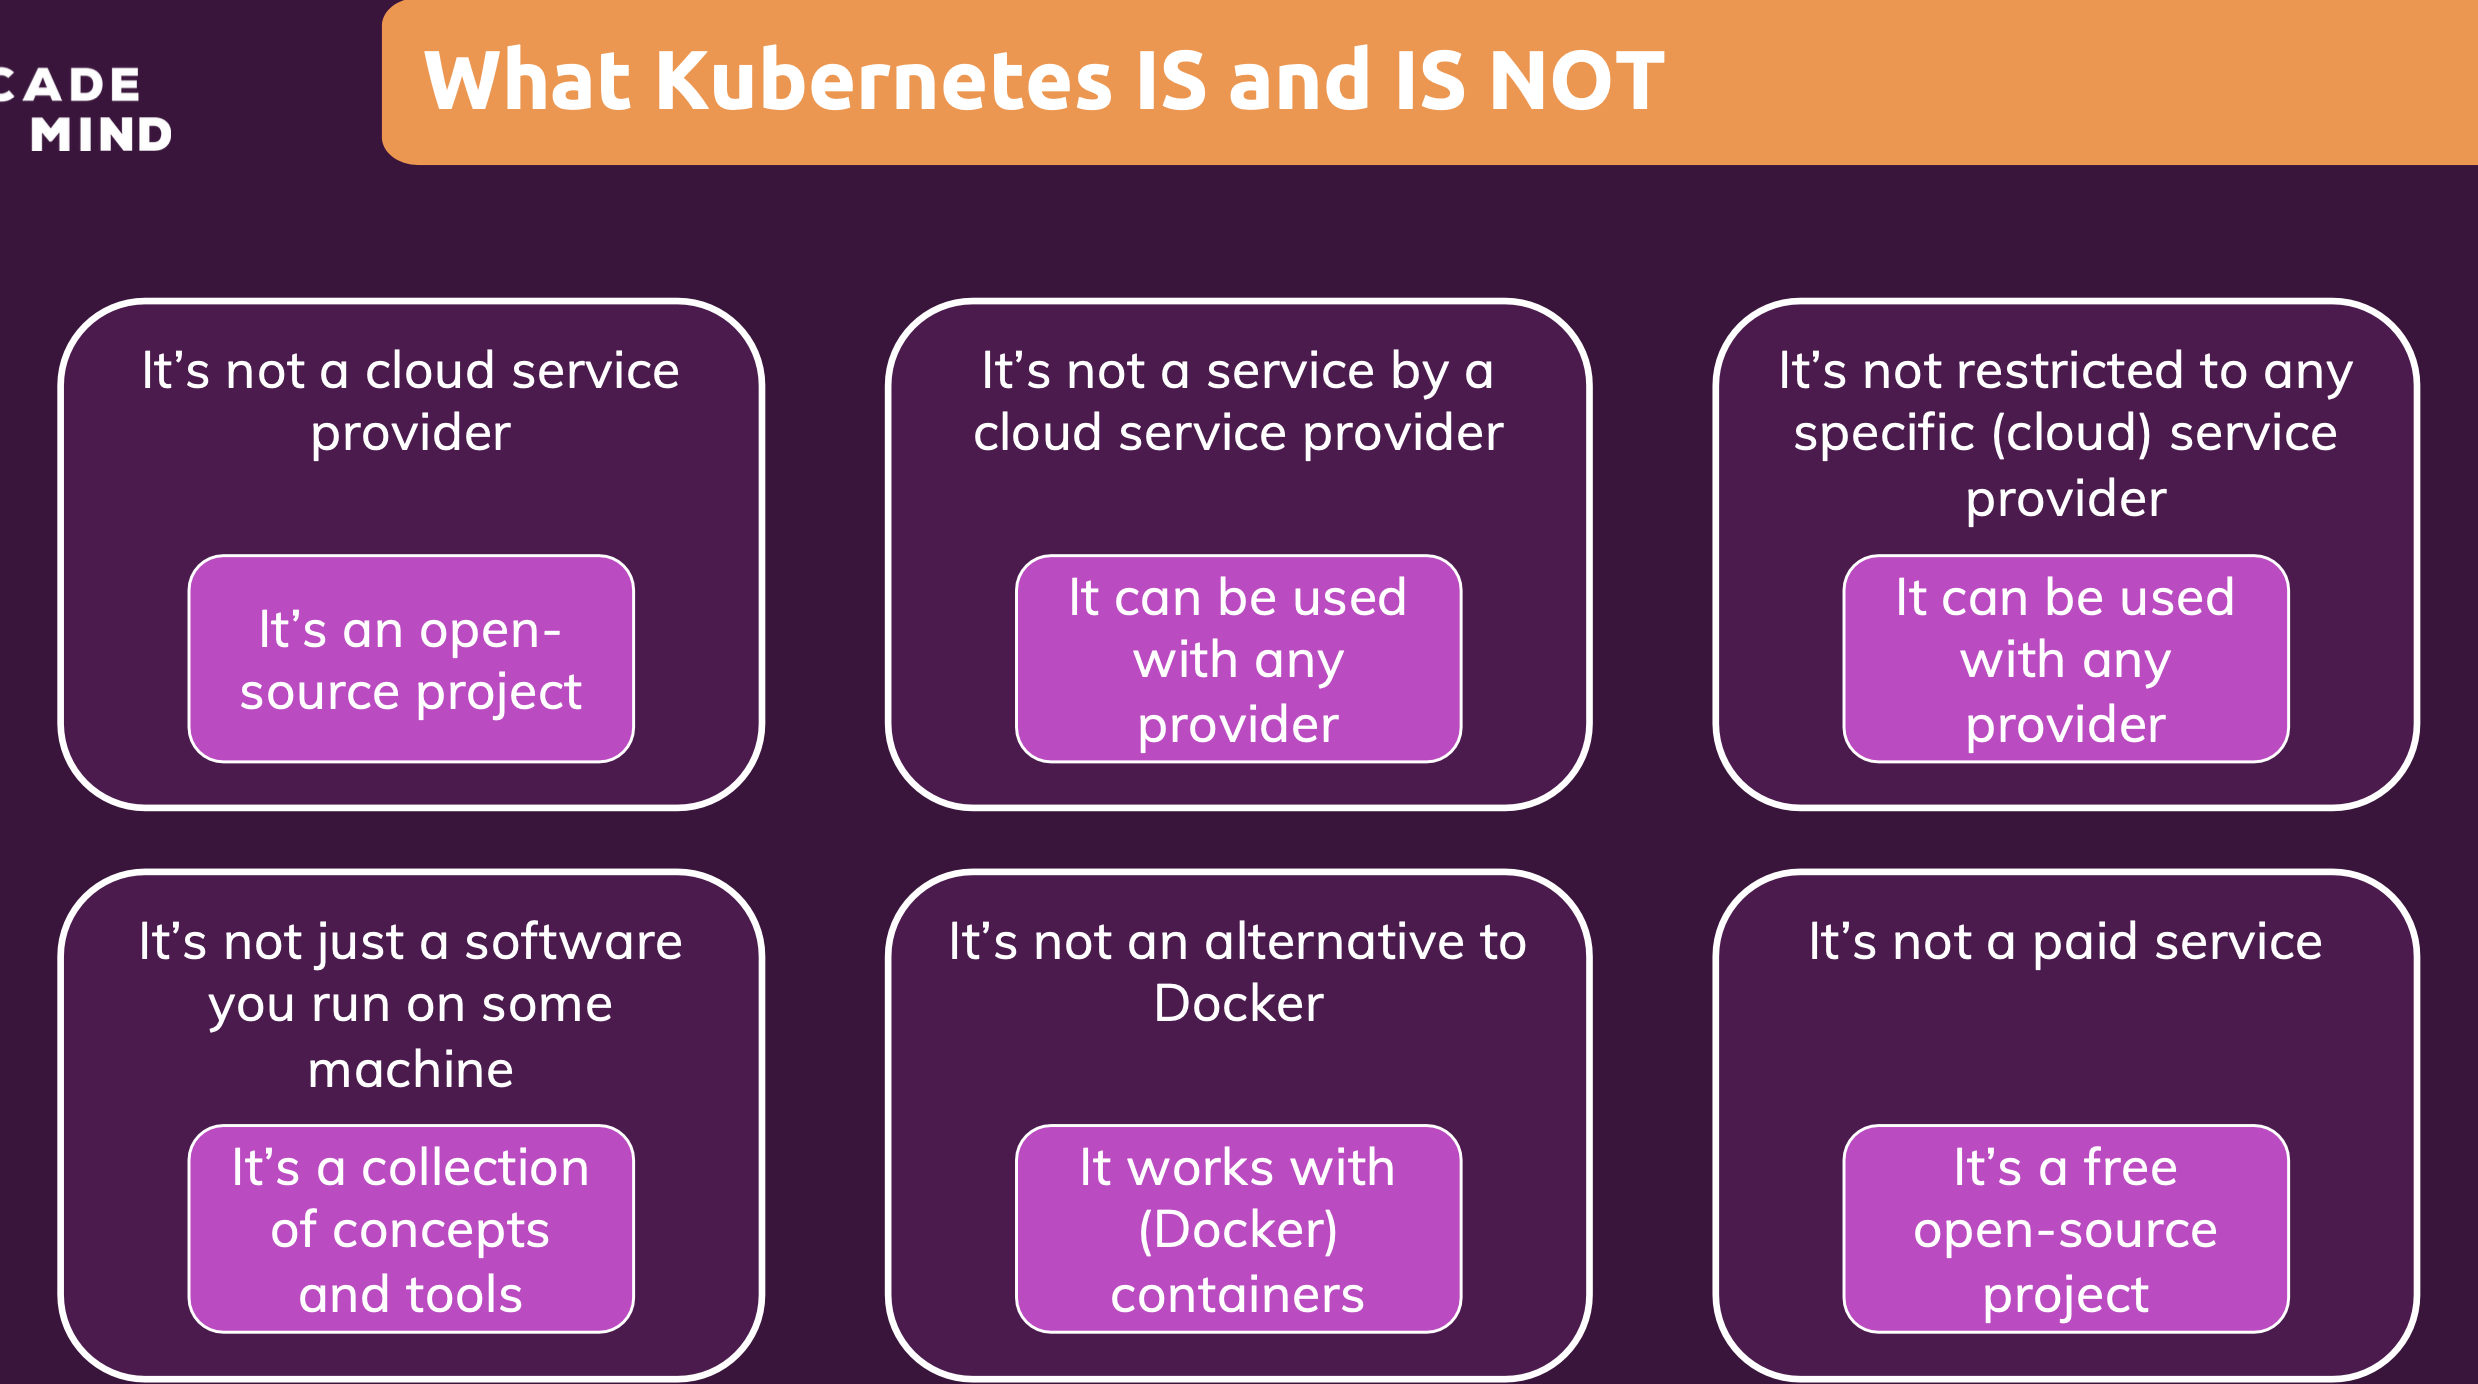 CADE
MIND
What Kubernetes IS and IS NOT
It’s not a cloud service
provider
It’s an open-
source project
It’s not a service by a
cloud service provider
It can be used
with any
provider
It’s not restricted to any
specific (cloud) service
provider
It can be used
with any
provider
It’s not just a software
you run on some
machine
It’s a collection
of concepts
and tools
It’s not an alternative to
Docker
It works with
(Docker)
containers
It’s not a paid service
It’s a free
open-source
project